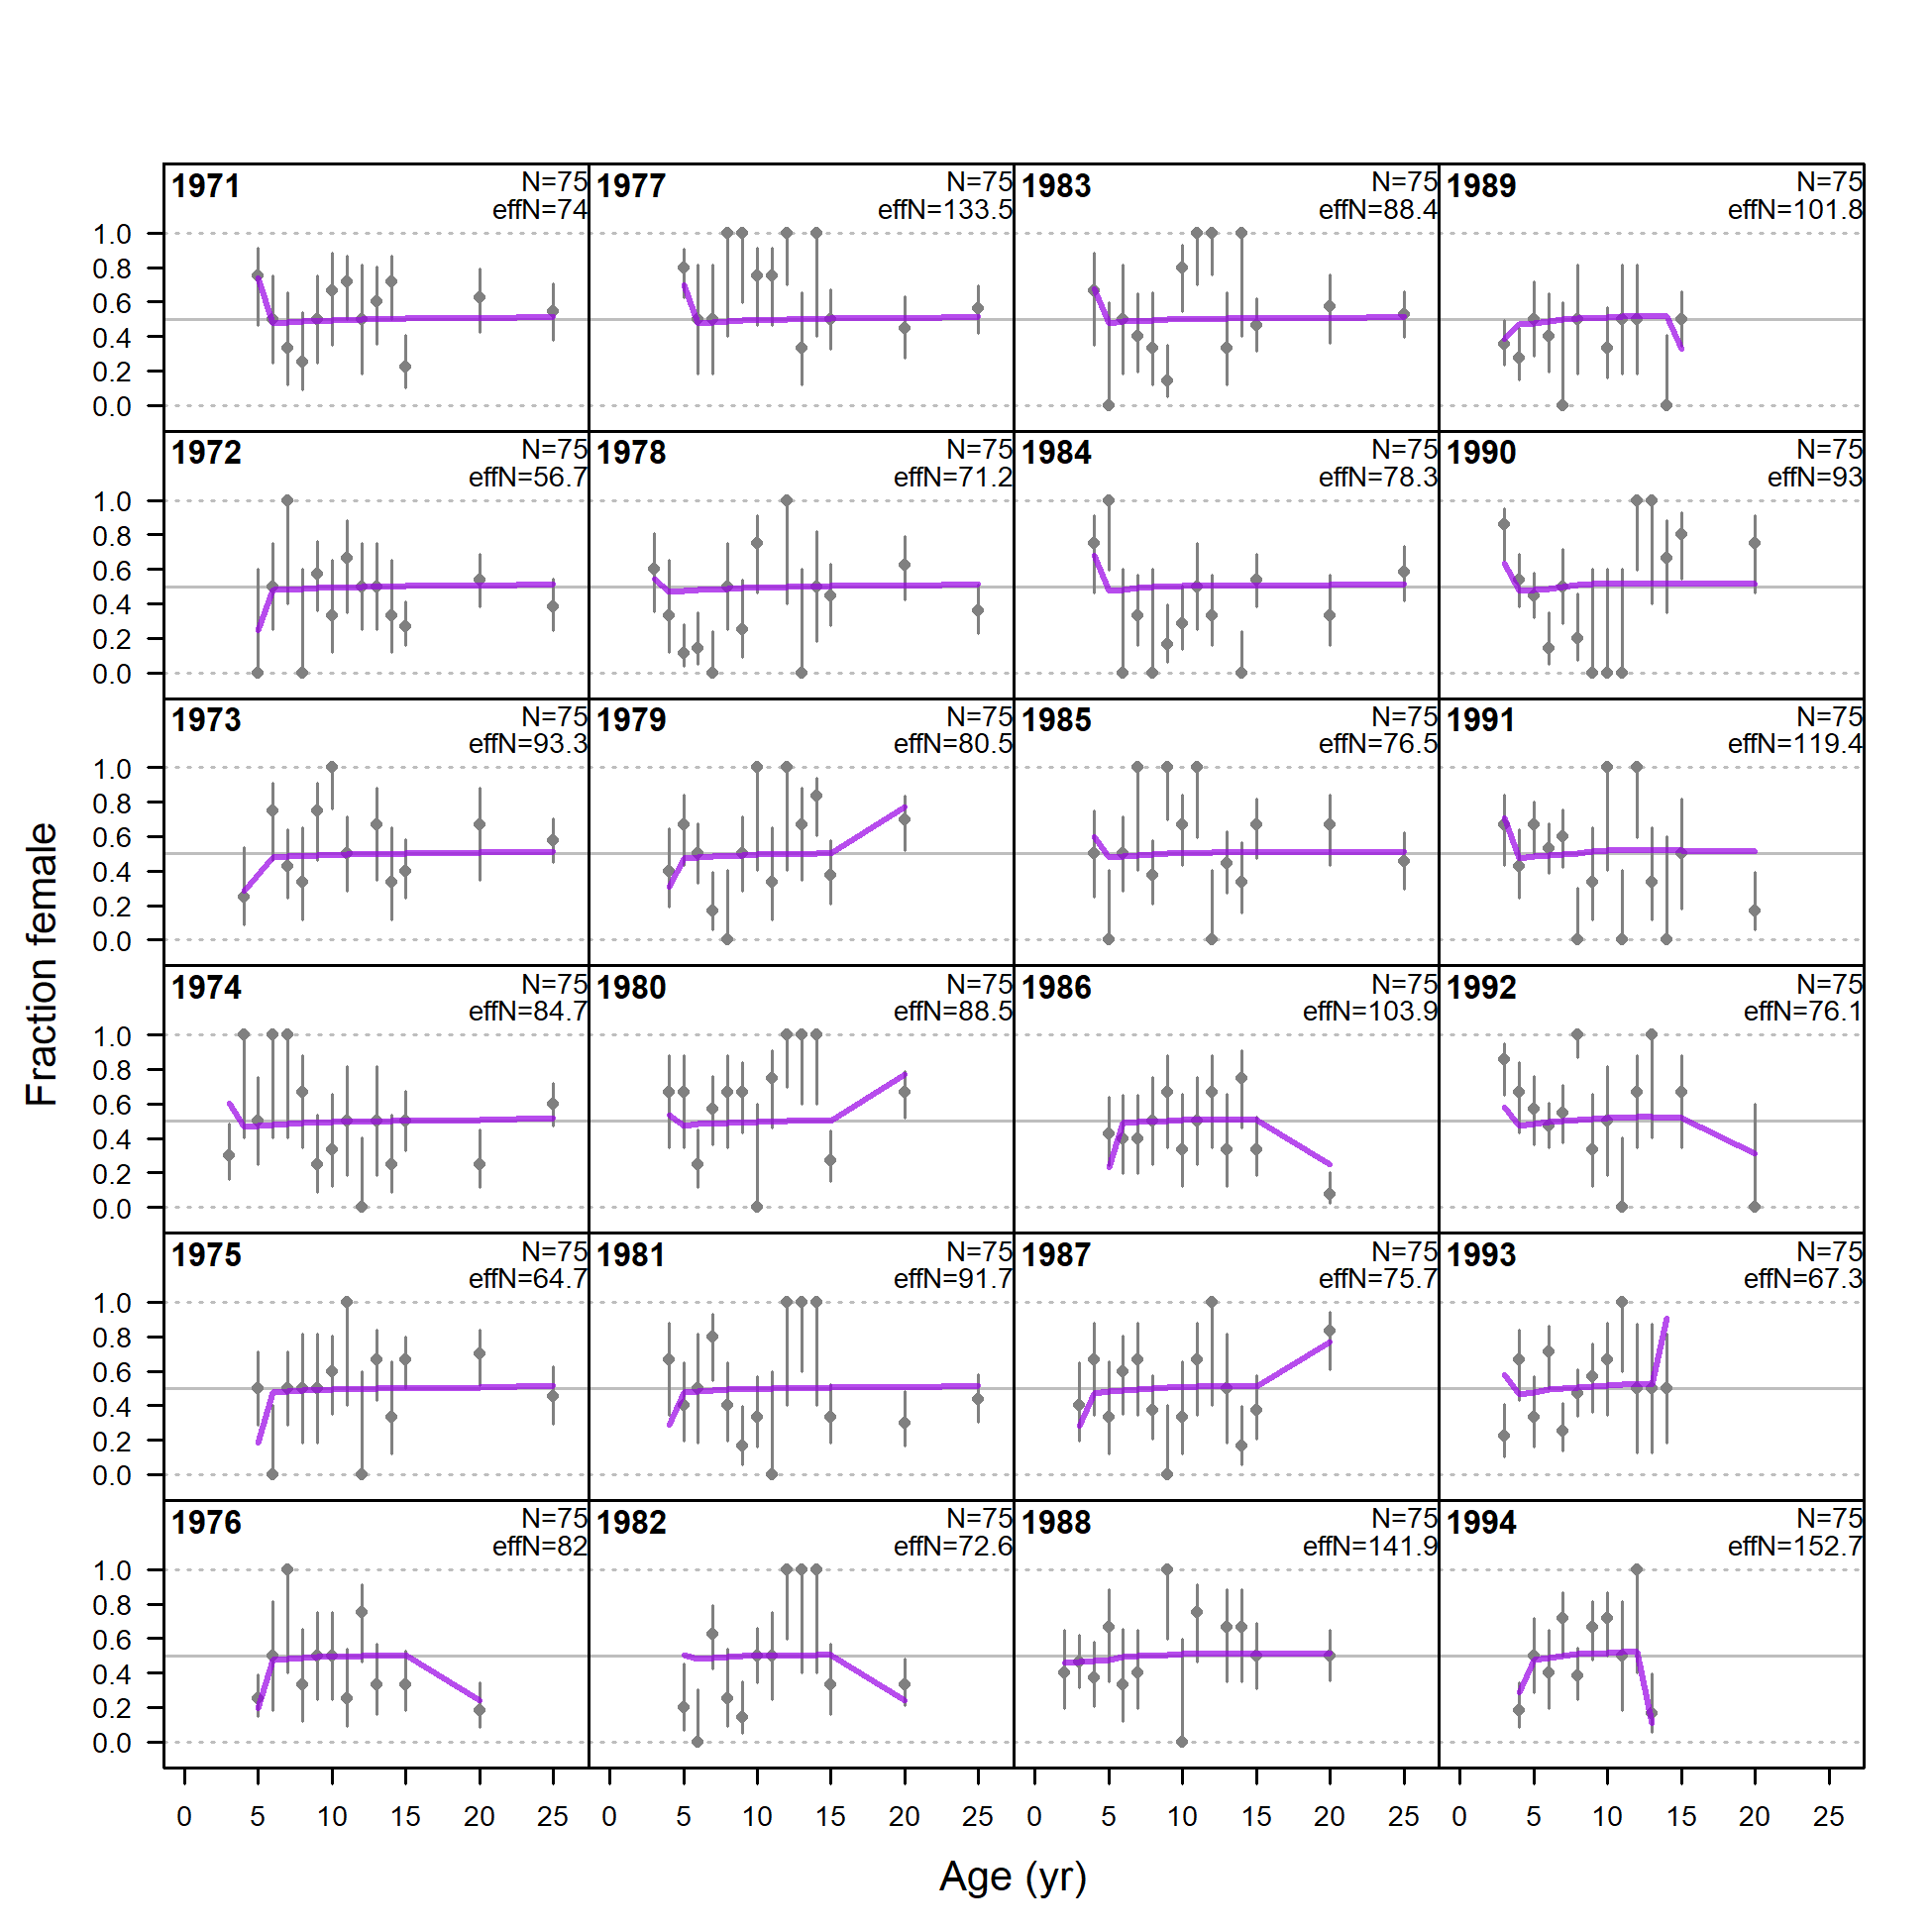 1971 N=75 1977 N=75 1983 N=75 1989 N=75
effN=74 effN=133.5 effN=88.4 effN=101.8
1.0
0.8
0.6
0.4
0.2
0.0
1972 N=75 1978 N=75 1984 N=75 1990 N=75
effN=56.7 effN=71.2 effN=78.3 effN=93
1.0
0.8
0.6
0.4
0.2
0.0
1973 N=75 1979 N=75 1985 N=75 1991 N=75
effN=93.3 effN=80.5 effN=76.5 effN=119.4
1.0
0.8
0.6
0.4
0.2
0.0
Fraction female
1974 N=75 1980 N=75 1986 N=75 1992 N=75
effN=84.7 effN=88.5 effN=103.9 effN=76.1
1.0
0.8
0.6
0.4
0.2
0.0
1975 N=75 1981 N=75 1987 N=75 1993 N=75
effN=64.7 effN=91.7 effN=75.7 effN=67.3
1.0
0.8
0.6
0.4
0.2
0.0
1976 N=75 1982 N=75 1988 N=75 1994 N=75
effN=82 effN=72.6 effN=141.9 effN=152.7
1.0
0.8
0.6
0.4
0.2
0.0
0 5 10 15 20 25 0 5 10 15 20 25 0 5 10 15 20 25 0 5 10 15 20 25
Age (yr)